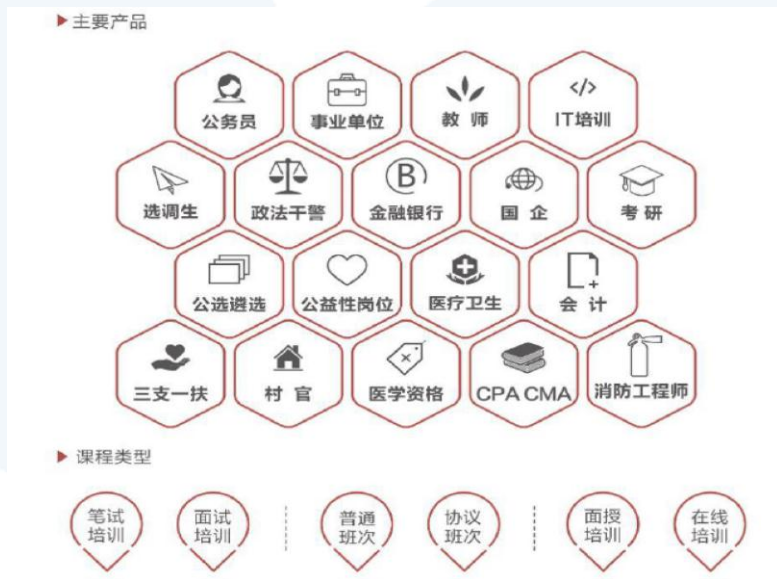 主要产品
公务员 事业单位 教 师 IT培训
选调生 政法干警 金融银行 国 企 考 研
公选遴选 公益性岗位 医疗卫生 会 计
三支一扶 村 官 医学资格 CPA CMA 消防工程师
课程类型
笔试 面试 普通 协议 面授 在线
培训 培训 班次 班次 培训 培训